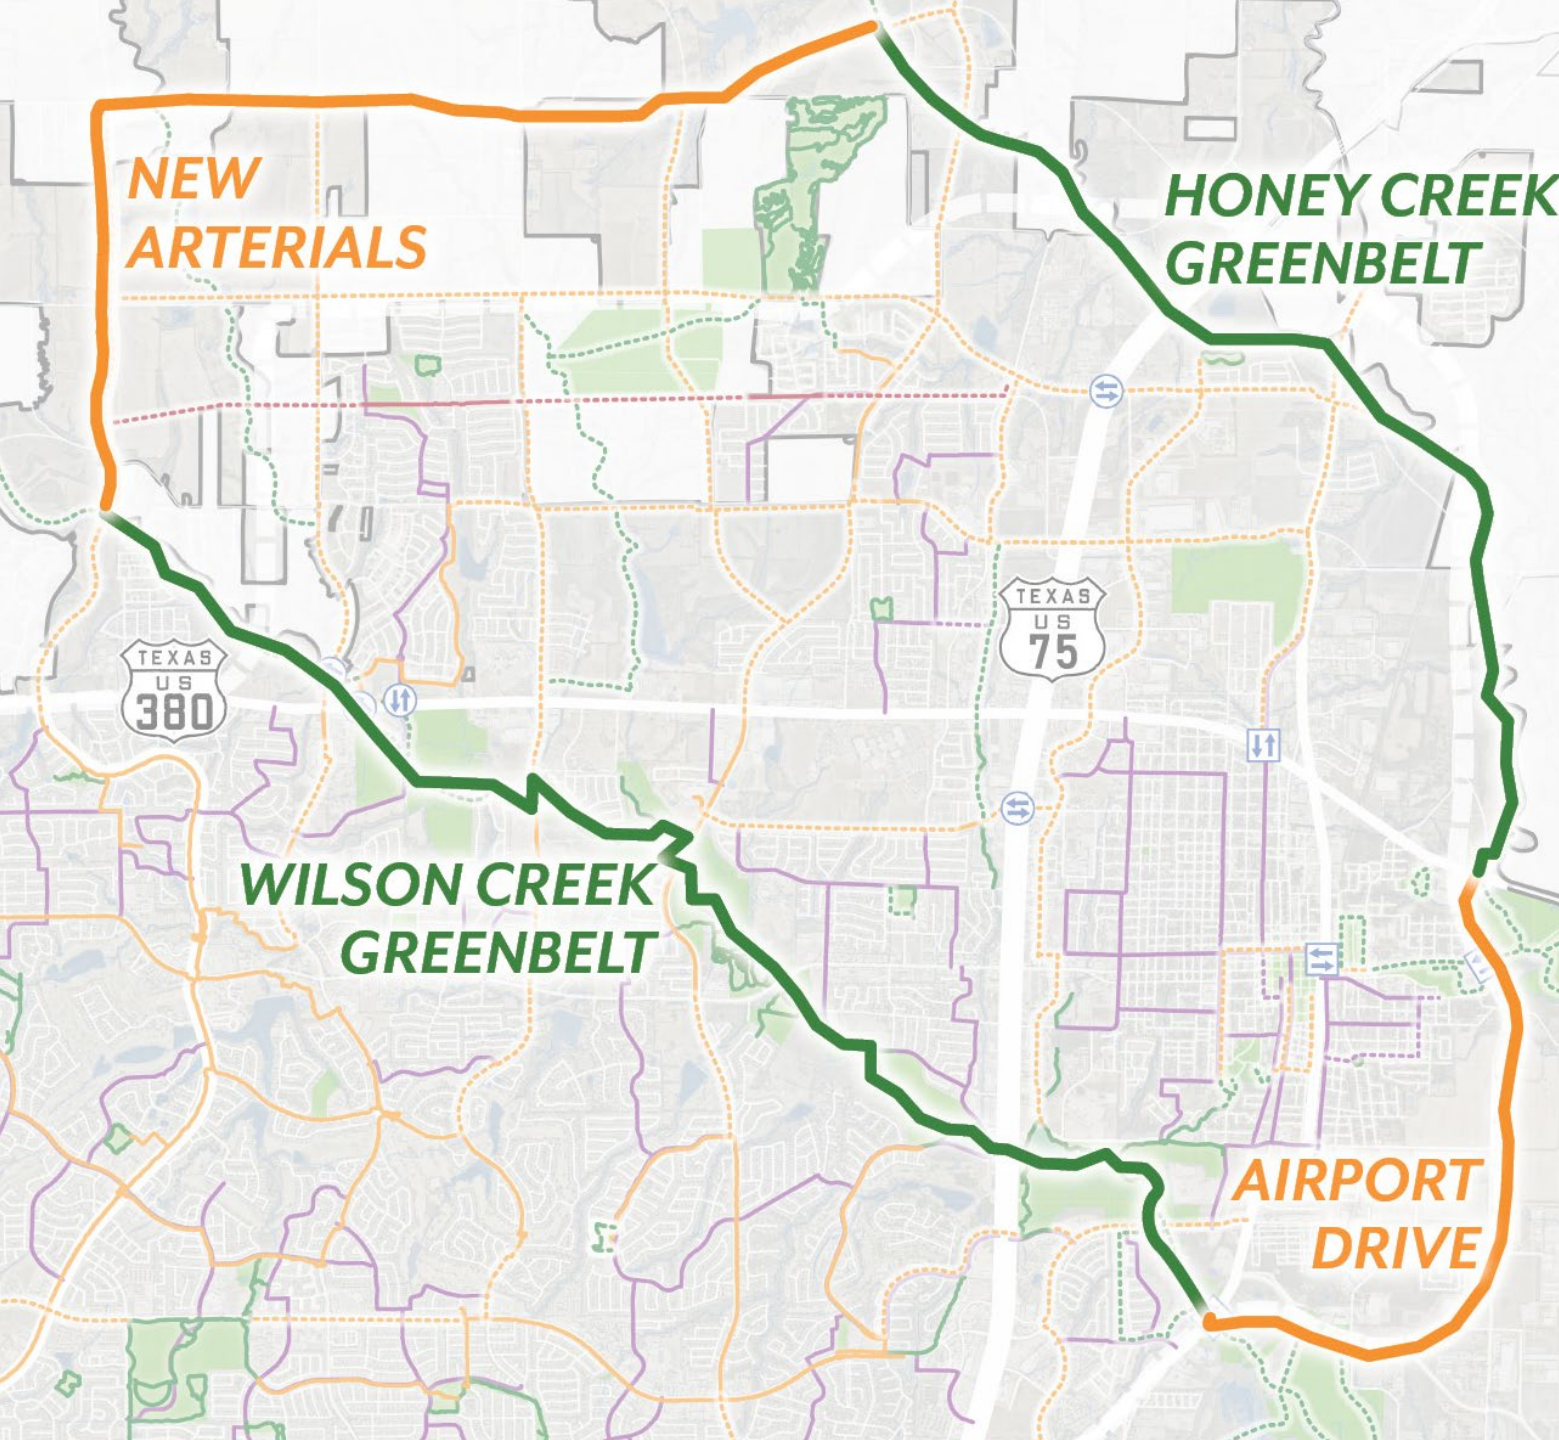 NEW
ARTERIALS
HONEY CREEK
GREENBELT
TEXAS
US
75
TEXAS
US
380
WILSON CREEK
GREENBELT
AIRPORT
DRIVE